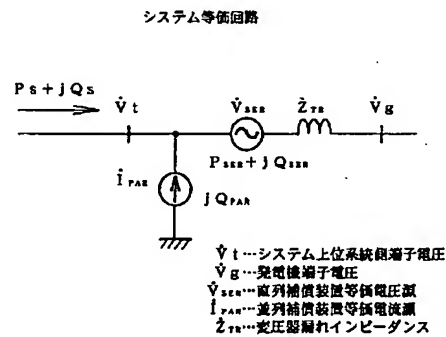 システム等価回路
Ps+jQs
V̇t
V̇SER
ŻTR
V̇g
PSER+jQSER
İPAR
jQPAR
V̇t…システム上位系統側端子電圧
V̇g…発電機端子電圧
V̇SER…直列補償装置等価電圧源
İPAR…並列補償装置等価電流源
ŻTR…変圧器漏れインピーダンス